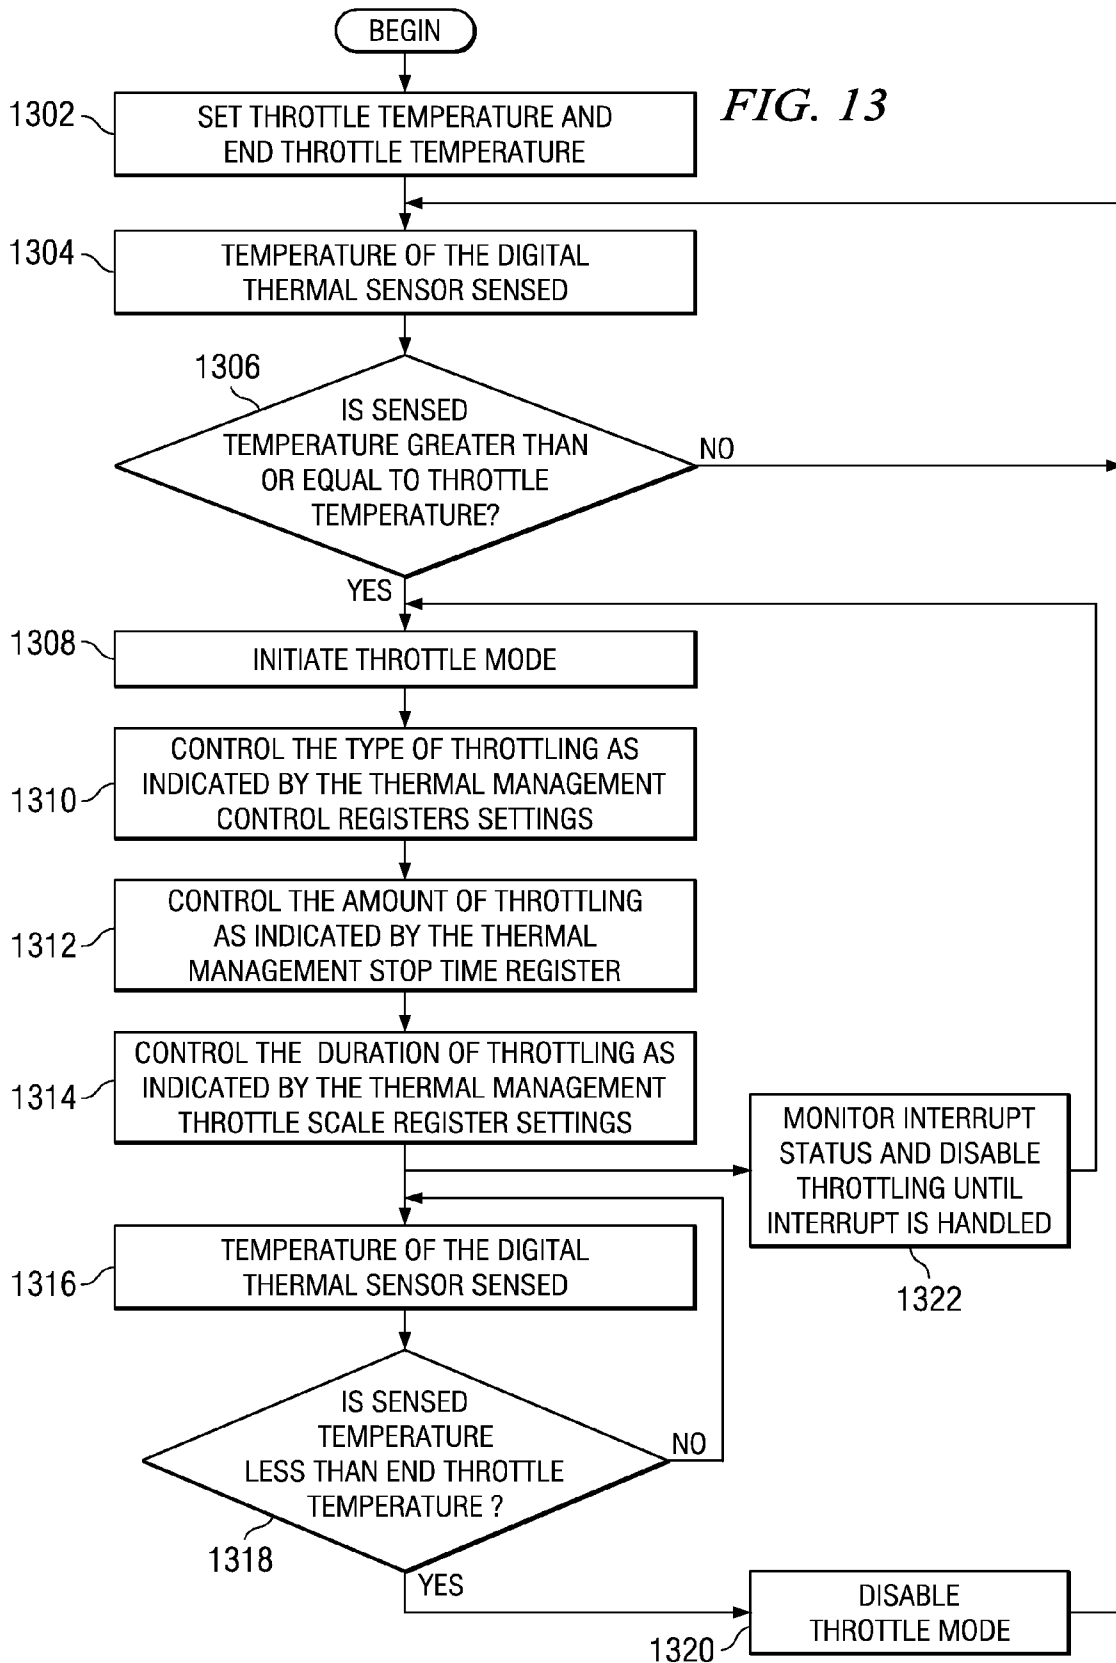 BEGIN
FIG. 13
1302
SET THROTTLE TEMPERATURE AND
END THROTTLE TEMPERATURE
1304
TEMPERATURE OF THE DIGITAL
THERMAL SENSOR SENSED
1306
IS SENSED
TEMPERATURE GREATER THAN
OR EQUAL TO THROTTLE
TEMPERATURE?
NO
YES
1308
INITIATE THROTTLE MODE
1310
CONTROL THE TYPE OF THROTTLING AS
INDICATED BY THE THERMAL MANAGEMENT
CONTROL REGISTERS SETTINGS
1312
CONTROL THE AMOUNT OF THROTTLING
AS INDICATED BY THE THERMAL
MANAGEMENT STOP TIME REGISTER
1314
CONTROL THE DURATION OF THROTTLING AS
INDICATED BY THE THERMAL MANAGEMENT
THROTTLE SCALE REGISTER SETTINGS
MONITOR INTERRUPT
STATUS AND DISABLE
THROTTLING UNTIL
INTERRUPT IS HANDLED
1322
1316
TEMPERATURE OF THE DIGITAL
THERMAL SENSOR SENSED
IS SENSED
TEMPERATURE
LESS THAN END THROTTLE
TEMPERATURE ?
NO
1318
YES
DISABLE
THROTTLE MODE
1320